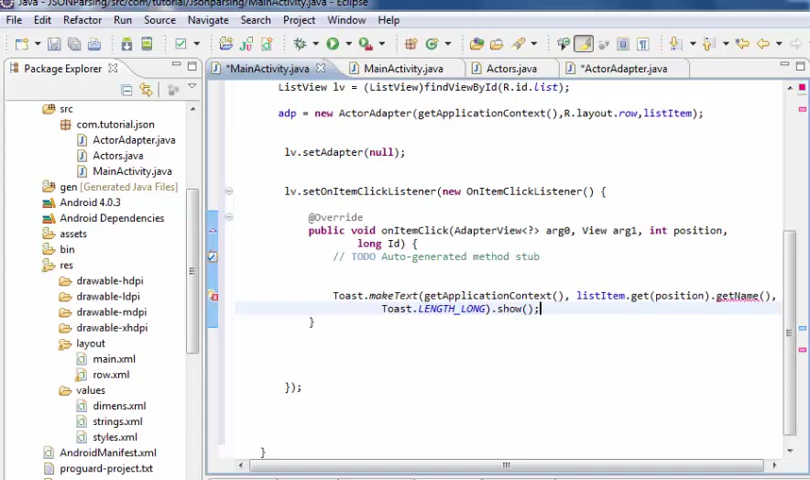 Java - JSONParsing/src/com/tutorial/Jsonparsing/MainActivity.java - Eclipse
File Edit Refactor Run Source Navigate Search Project Window Help
Package Explorer
*MainActivity.java MainActivity.java Actors.java *ActorAdapter.java
src
com.tutorial.json
ActorAdapter.java
Actors.java
MainActivity.java
gen [Generated Java Files]
Android 4.0.3
Android Dependencies
assets
bin
res
drawable-hdpi
drawable-ldpi
drawable-mdpi
drawable-xhdpi
layout
main.xml
row.xml
values
dimens.xml
strings.xml
styles.xml
AndroidManifest.xml
proguard-project.txt
ListView lv = (ListView)findViewById(R.id.list);
adp = new ActorAdapter(getApplicationContext(),R.layout.row,listItem);
lv.setAdapter(null);
lv.setOnItemClickListener(new OnItemClickListener() {
@Override
public void onItemClick(AdapterView<?> arg0, View arg1, int position,
long Id) {
// TODO Auto-generated method stub
Toast.makeText(getApplicationContext(), listItem.get(position).getName(),
Toast.LENGTH_LONG).show();
}
});
}